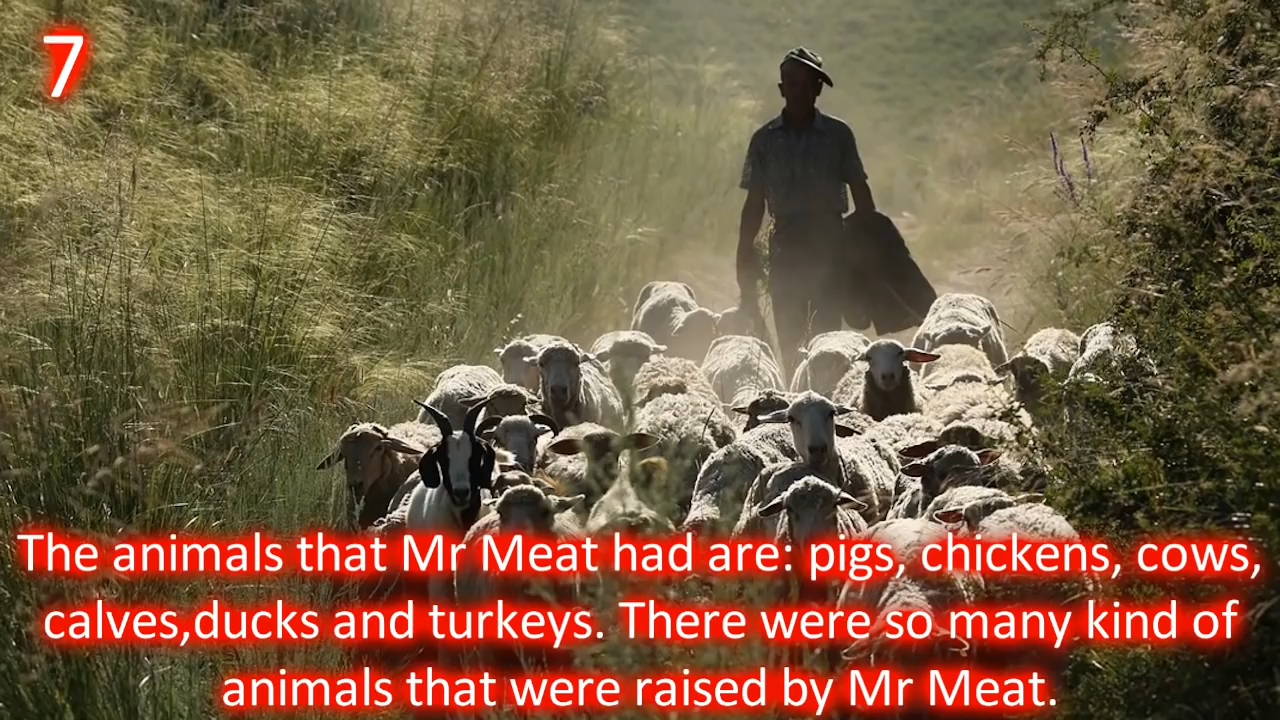 7
The animals that Mr Meat had are: pigs, chickens, cows,
calves,ducks and turkeys. There were so many kind of
animals that were raised by Mr Meat.